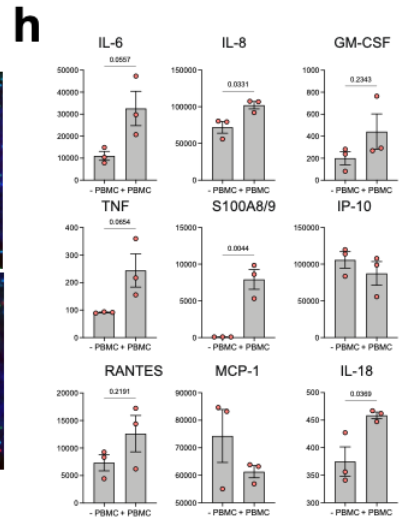 h
IL-6 IL-8 GM-CSF
0.0557 0.0331 0.2343
50000 150000 1000
40000 800
30000 100000 600
20000 50000 400
10000 200
0 0 0
- PBMC + PBMC - PBMC + PBMC - PBMC + PBMC
TNF S100A8/9 IP-10
0.0654 0.0044
400 15000 150000
300 10000 100000
200
100 5000 50000
0 0 0
- PBMC + PBMC - PBMC + PBMC - PBMC + PBMC
RANTES MCP-1 IL-18
0.2191 0.0369
20000 90000 450
15000 80000 400
10000 70000 350
5000 60000 300
0 50000
- PBMC + PBMC - PBMC + PBMC - PBMC + PBMC